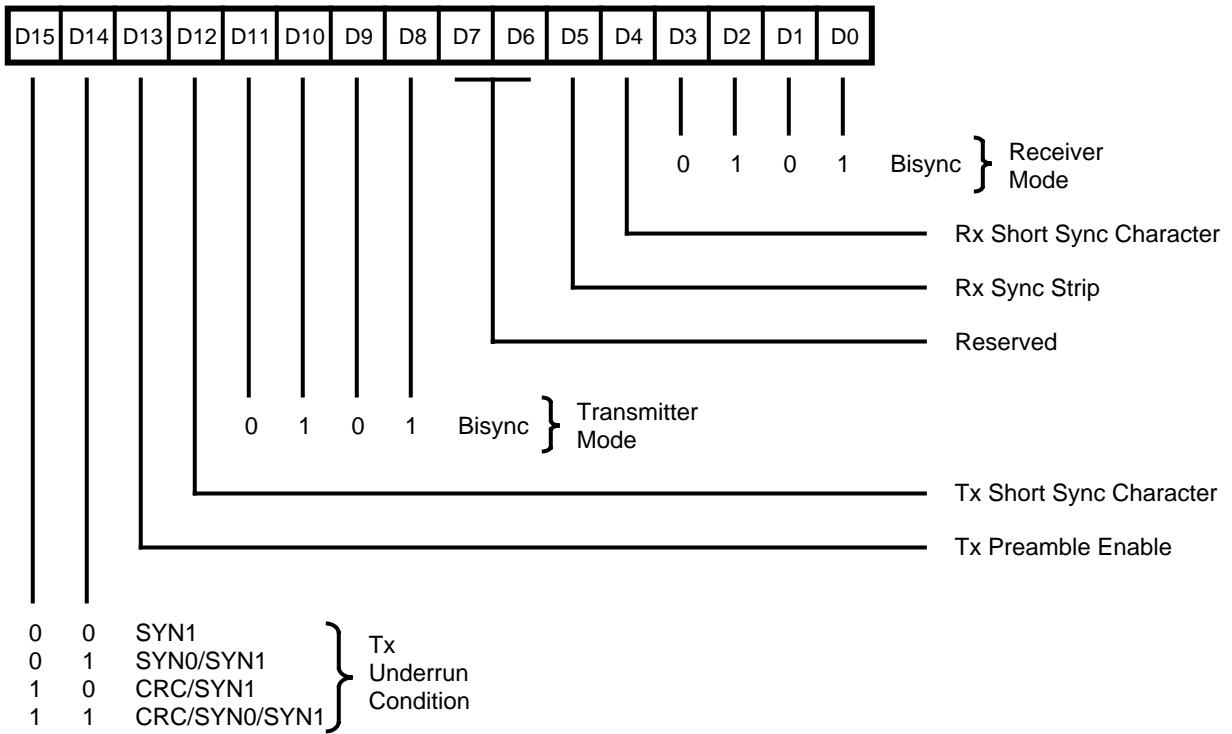 D15 D14 D13 D12 D11 D10 D9 D8 D7 D6 D5 D4 D3 D2 D1 D0
0 1 0 1 Bisync } Receiver
Mode
Rx Short Sync Character
Rx Sync Strip
Reserved
0 1 0 1 Bisync } Transmitter
Mode
Tx Short Sync Character
Tx Preamble Enable
0 0 SYN1
0 1 SYN0/SYN1
1 0 CRC/SYN1
1 1 CRC/SYN0/SYN1
} Tx
Underrun
Condition